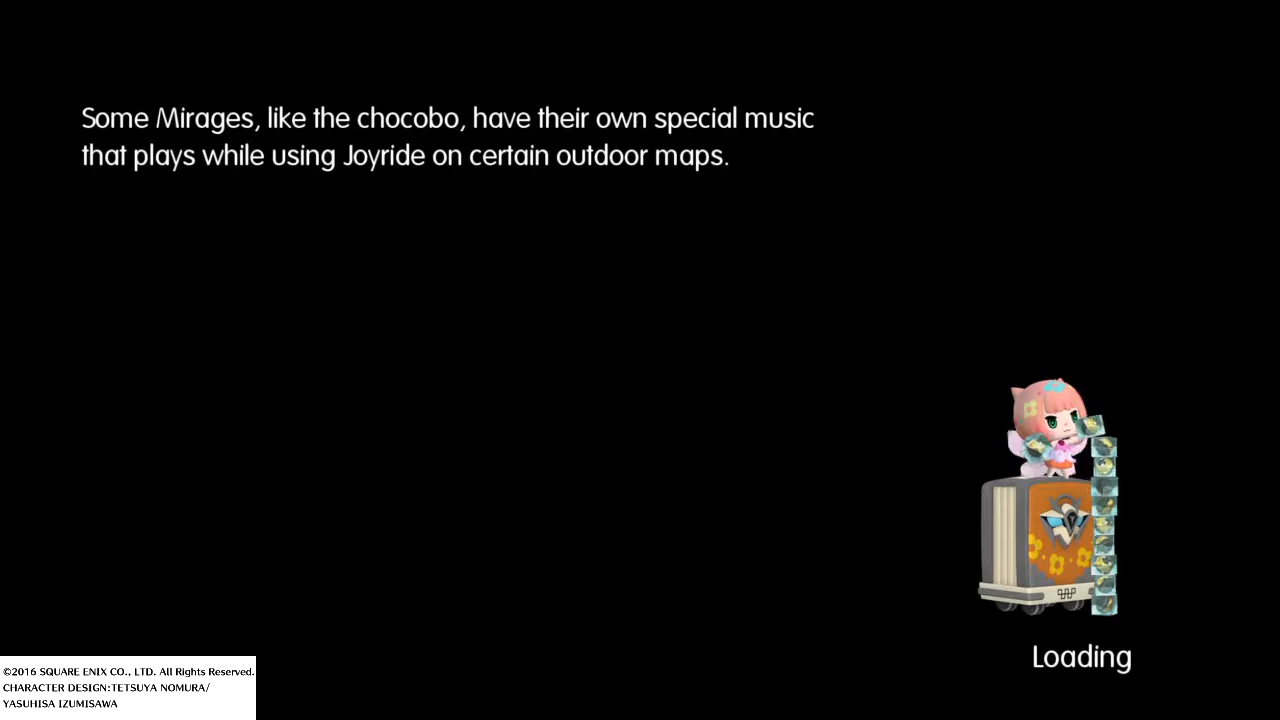 Some Mirages, like the chocobo, have their own special music
that plays while using Joyride on certain outdoor maps.
Loading
©2016 SQUARE ENIX CO., LTD. All Rights Reserved.
CHARACTER DESIGN:TETSUYA NOMURA/
YASUHISA IZUMISAWA